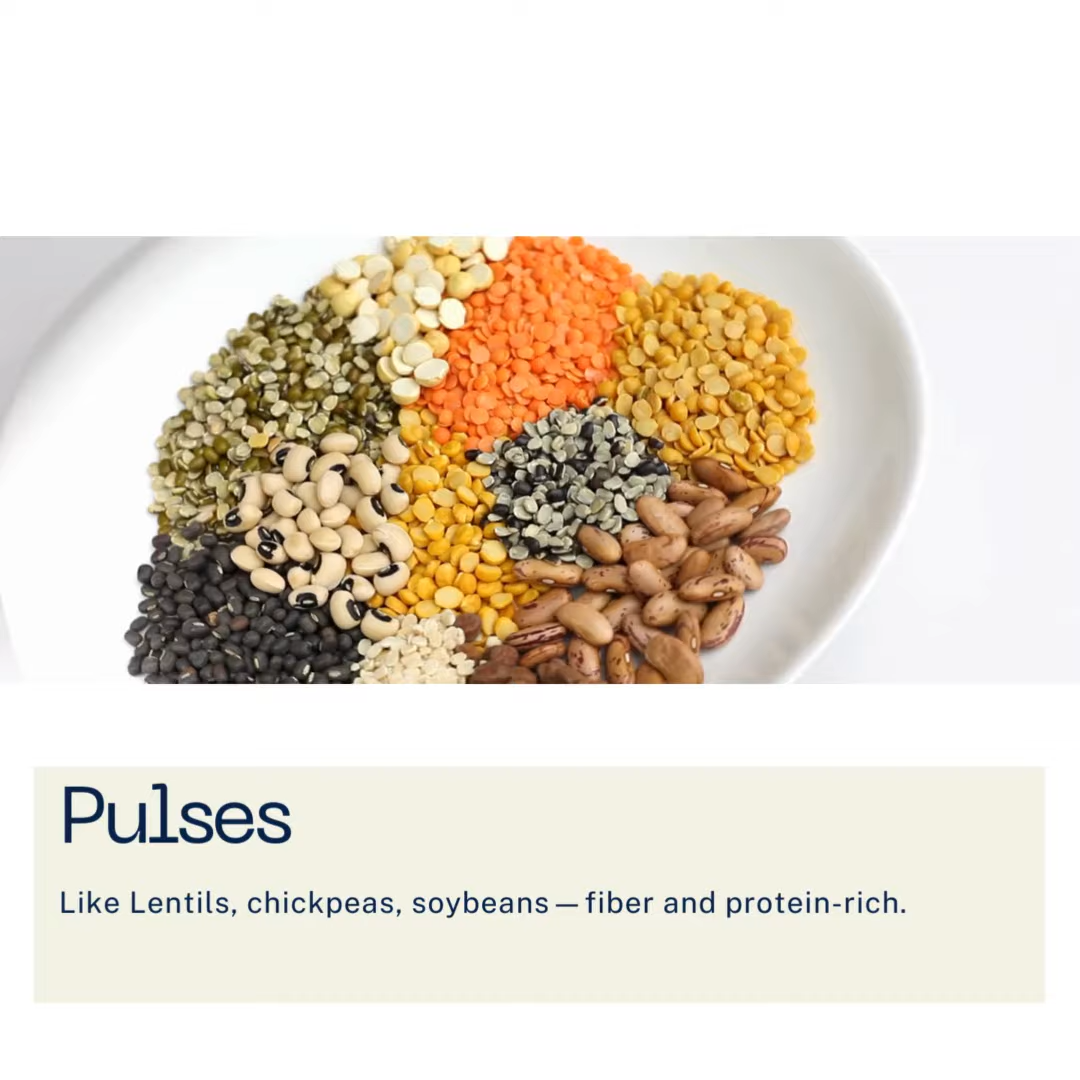 Pulses
Like Lentils, chickpeas, soybeans — fiber and protein-rich.